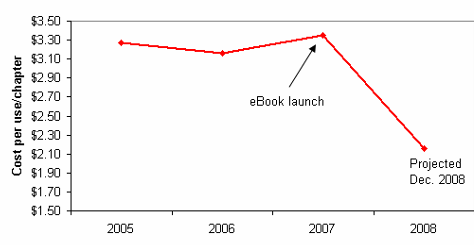 $3.50
$3.30
$3.10
$2.90
$2.70
$2.50
$2.30
$2.10
$1.90
$1.70
$1.50
Cost per use/chapter
eBook launch
Projected
Dec. 2008
2005 2006 2007 2008